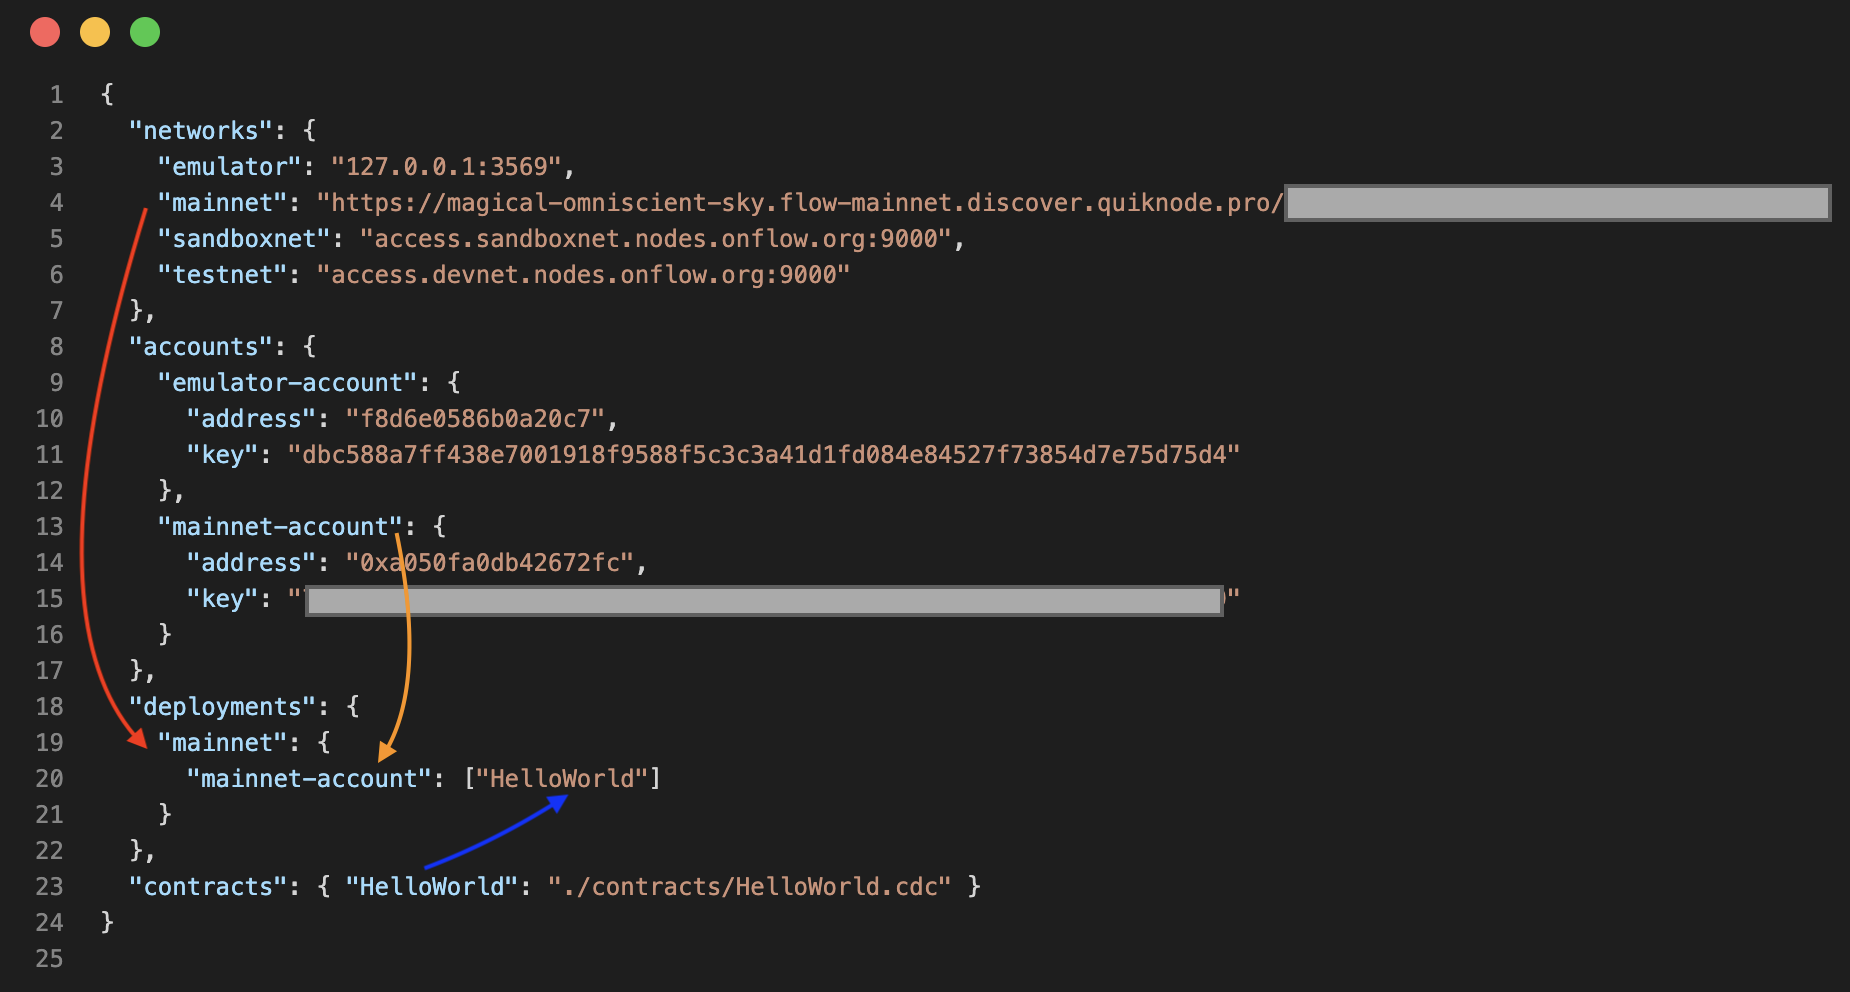 1 {
2 "networks": {
3 "emulator": "127.0.0.1:3569",
4 "mainnet": "https://magical-omniscient-sky.flow-mainnet.discover.quiknode.pro/
5 "sandboxnet": "access.sandboxnet.nodes.onflow.org:9000",
6 "testnet": "access.devnet.nodes.onflow.org:9000"
7 },
8 "accounts": {
9 "emulator-account": {
10 "address": "f8d6e0586b0a20c7",
11 "key": "dbc588a7ff438e7001918f9588f5c3c3a41d1fd084e84527f73854d7e75d75d4"
12 },
13 "mainnet-account": {
14 "address": "0xa050fa0db42672fc",
15 "key": " "
16 }
17 },
18 "deployments": {
19 "mainnet": {
20 "mainnet-account": ["HelloWorld"]
21 }
22 },
23 "contracts": { "HelloWorld": "./contracts/HelloWorld.cdc" }
24 }
25